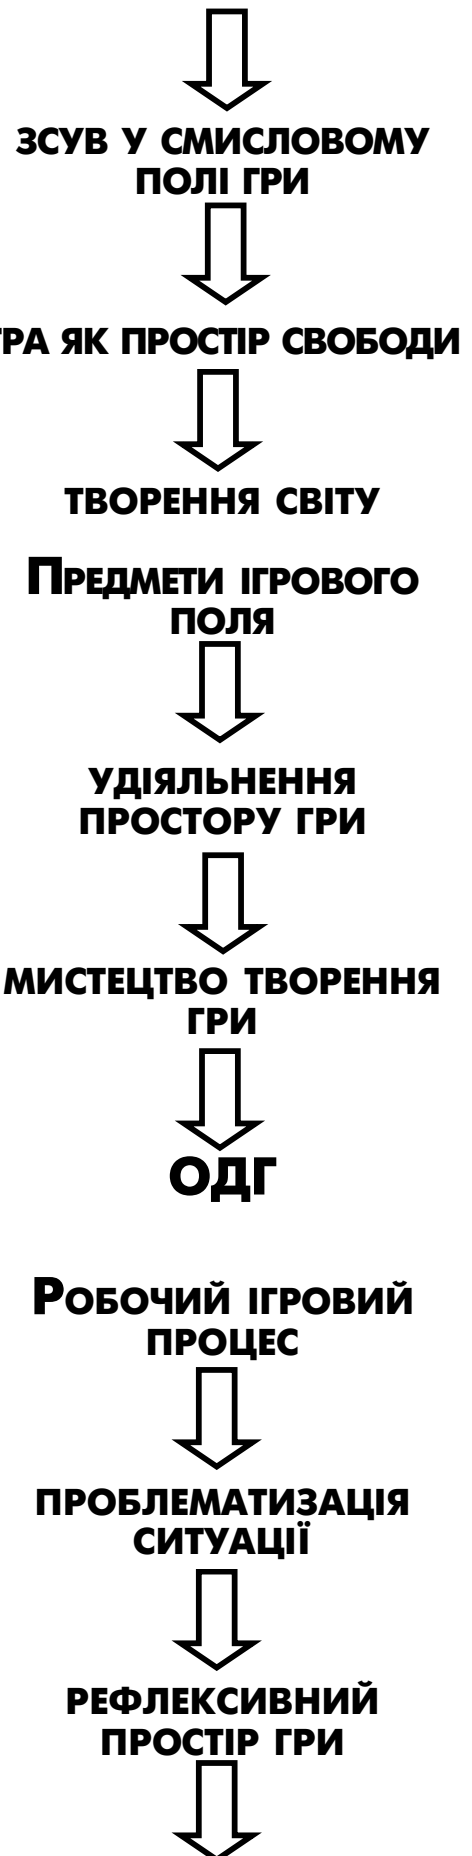 ЗСУВ У СМИСЛОВОМУ
ПОЛІ ГРИ
ГРА ЯК ПРОСТІР СВОБОДИ
ТВОРЕННЯ СВІТУ
ПРЕДМЕТИ ІГРОВОГО
ПОЛЯ
УДІЯЛЬНЕННЯ
ПРОСТОРУ ГРИ
МИСТЕЦТВО ТВОРЕННЯ
ГРИ
ОДГ
РОБОЧИЙ ІГРОВИЙ
ПРОЦЕС
ПРОБЛЕМАТИЗАЦІЯ
СИТУАЦІЇ
РЕФЛЕКСИВНИЙ
ПРОСТІР ГРИ